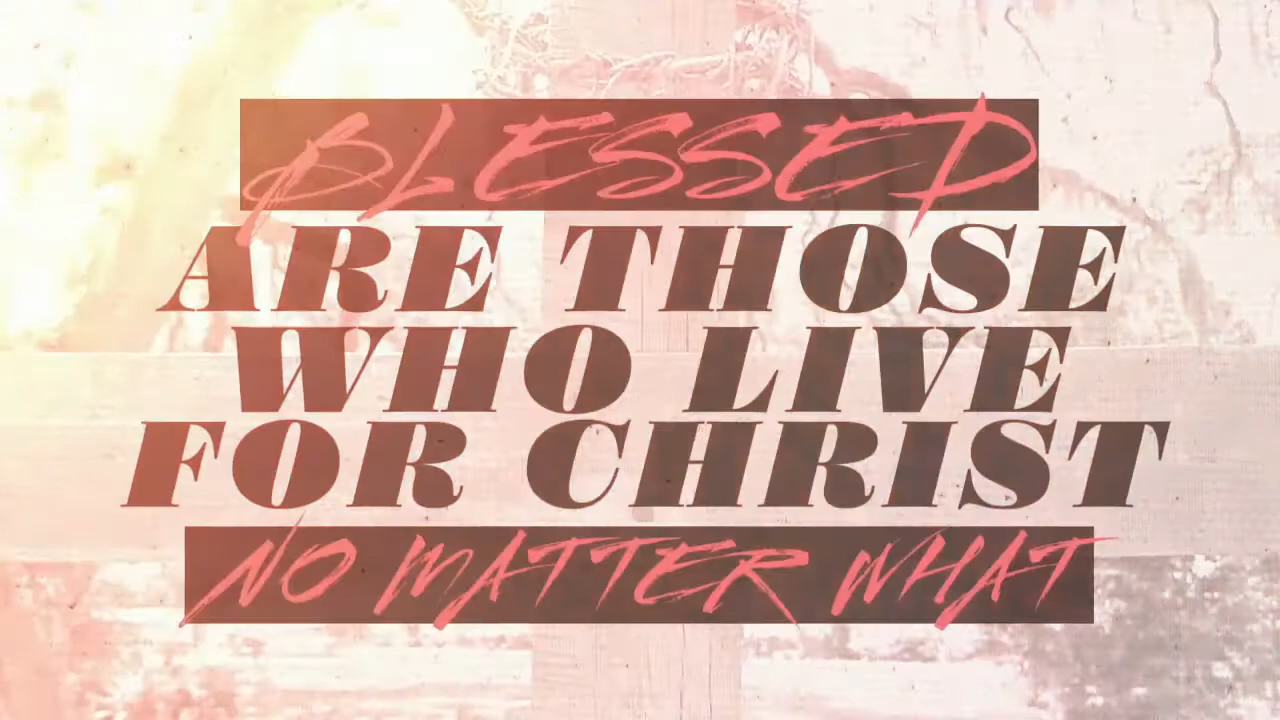 BLESSED
ARE THOSE
WHO LIVE
FOR CHRIST
NO MATTER WHAT